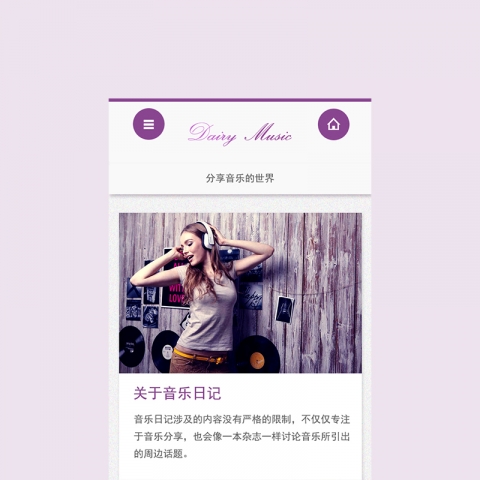 Dairy Music
分享音乐的世界
关于音乐日记
音乐日记涉及的内容没有严格的限制，不仅仅专注
于音乐分享，也会像一本杂志一样讨论音乐所引出
的周边话题。